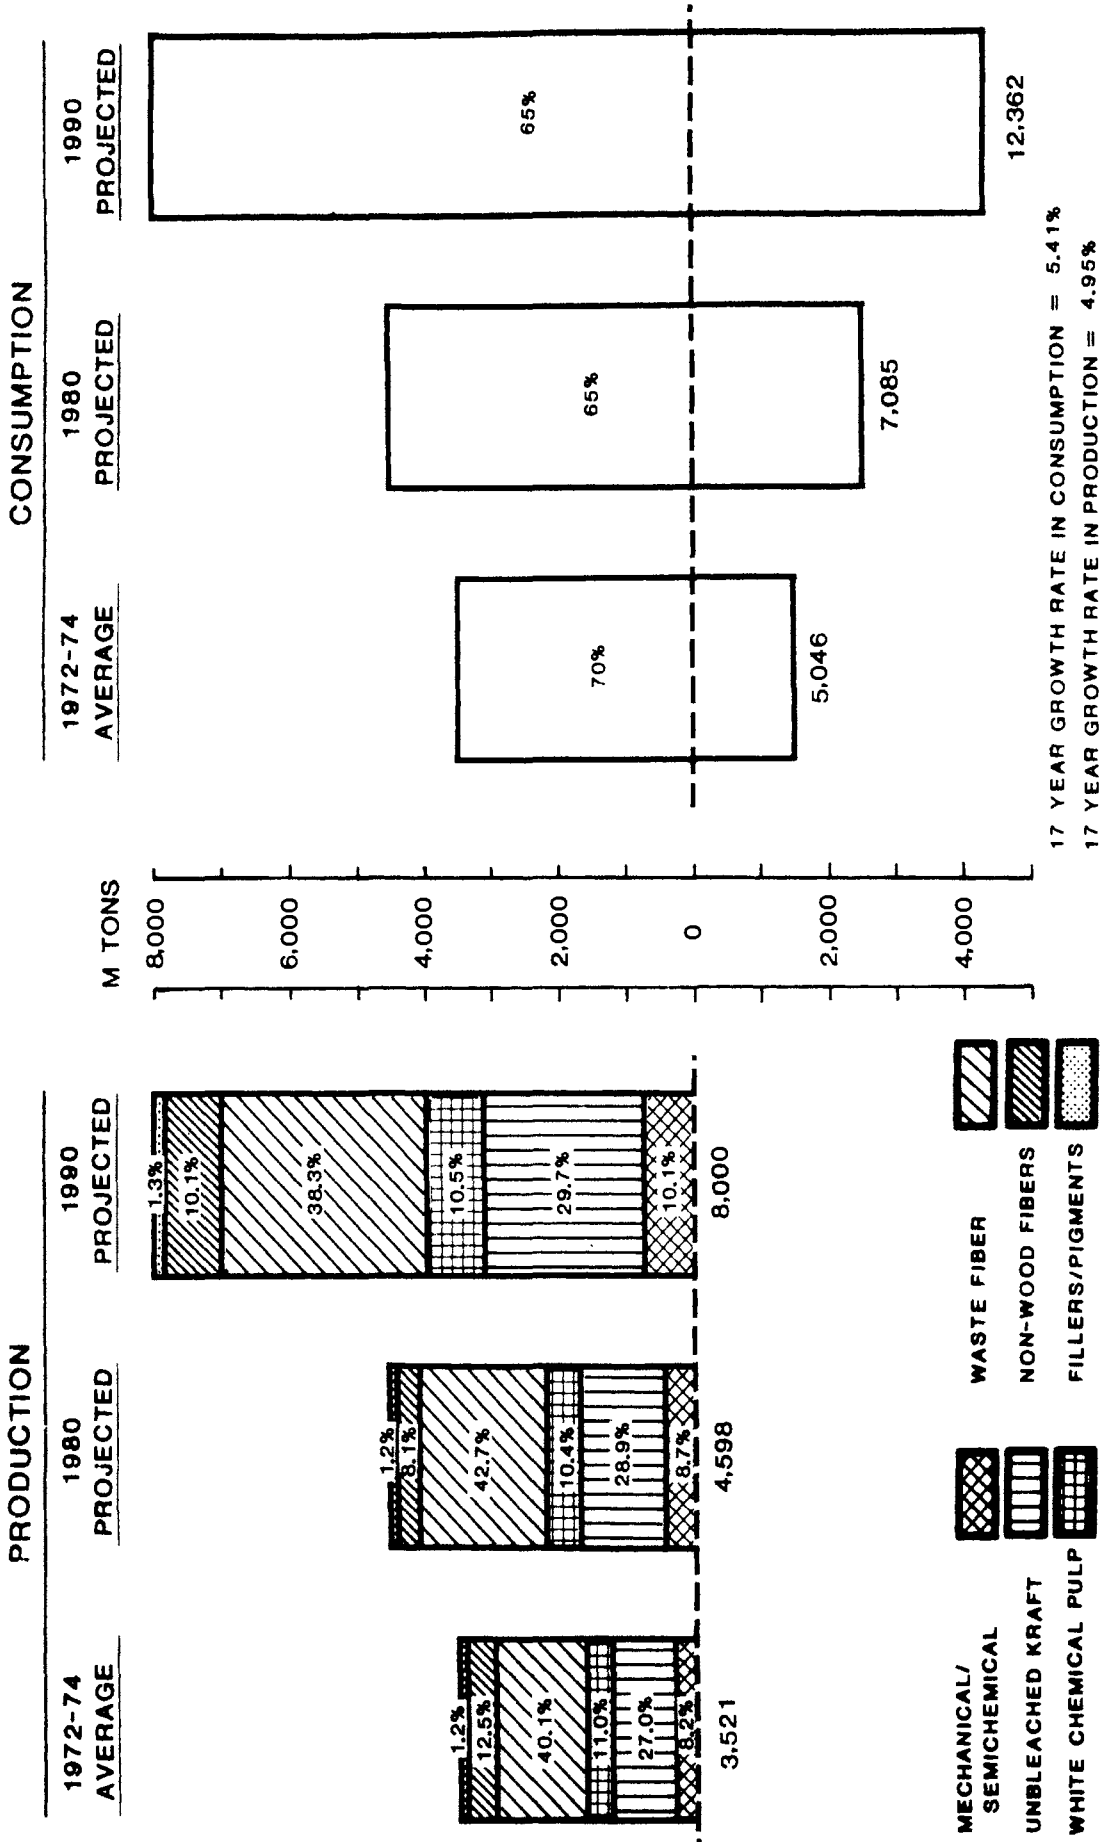 PRODUCTION
1972-74
AVERAGE
1980
PROJECTED
1990
PROJECTED
1.2%
12.5%
40.1%
11.0%
27.0%
8.2%
3,521
1.2%
8.1%
42.7%
10.4%
28.9%
8.7%
4,598
1.3%
10.1%
38.3%
10.5%
29.7%
10.1%
8,000
M TONS
8,000
6,000
4,000
2,000
0
2,000
4,000
CONSUMPTION
1972-74
AVERAGE
1980
PROJECTED
1990
PROJECTED
70%
5,046
65%
7,085
65%
12,362
MECHANICAL/
SEMICHEMICAL
UNBLEACHED KRAFT
WHITE CHEMICAL PULP
WASTE FIBER
NON-WOOD FIBERS
FILLERS/PIGMENTS
17 YEAR GROWTH RATE IN CONSUMPTION = 5.41%
17 YEAR GROWTH RATE IN PRODUCTION = 4.95%